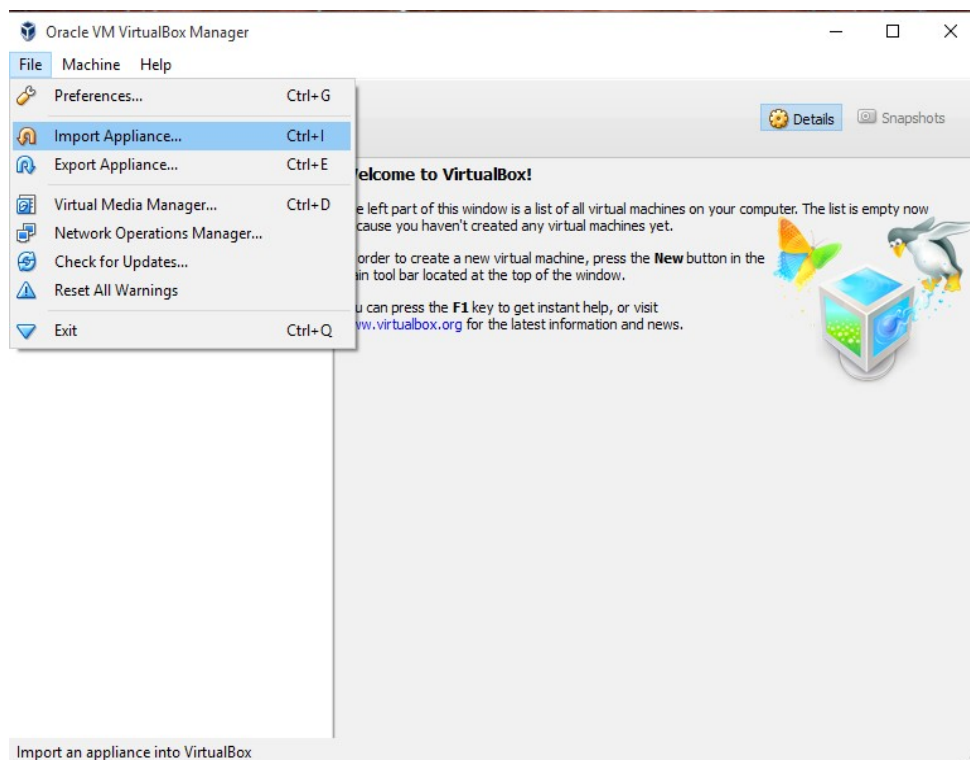 Oracle VM VirtualBox Manager
File Machine Help
Preferences... Ctrl+G
Import Appliance... Ctrl+I
Export Appliance... Ctrl+E
Virtual Media Manager... Ctrl+D
Network Operations Manager...
Check for Updates...
Reset All Warnings
Exit Ctrl+Q
Details Snapshots
elcome to VirtualBox!
e left part of this window is a list of all virtual machines on your computer. The list is empty now
cause you haven't created any virtual machines yet.
order to create a new virtual machine, press the New button in the
ain tool bar located at the top of the window.
u can press the F1 key to get instant help, or visit
ww.virtualbox.org for the latest information and news.
Import an appliance into VirtualBox